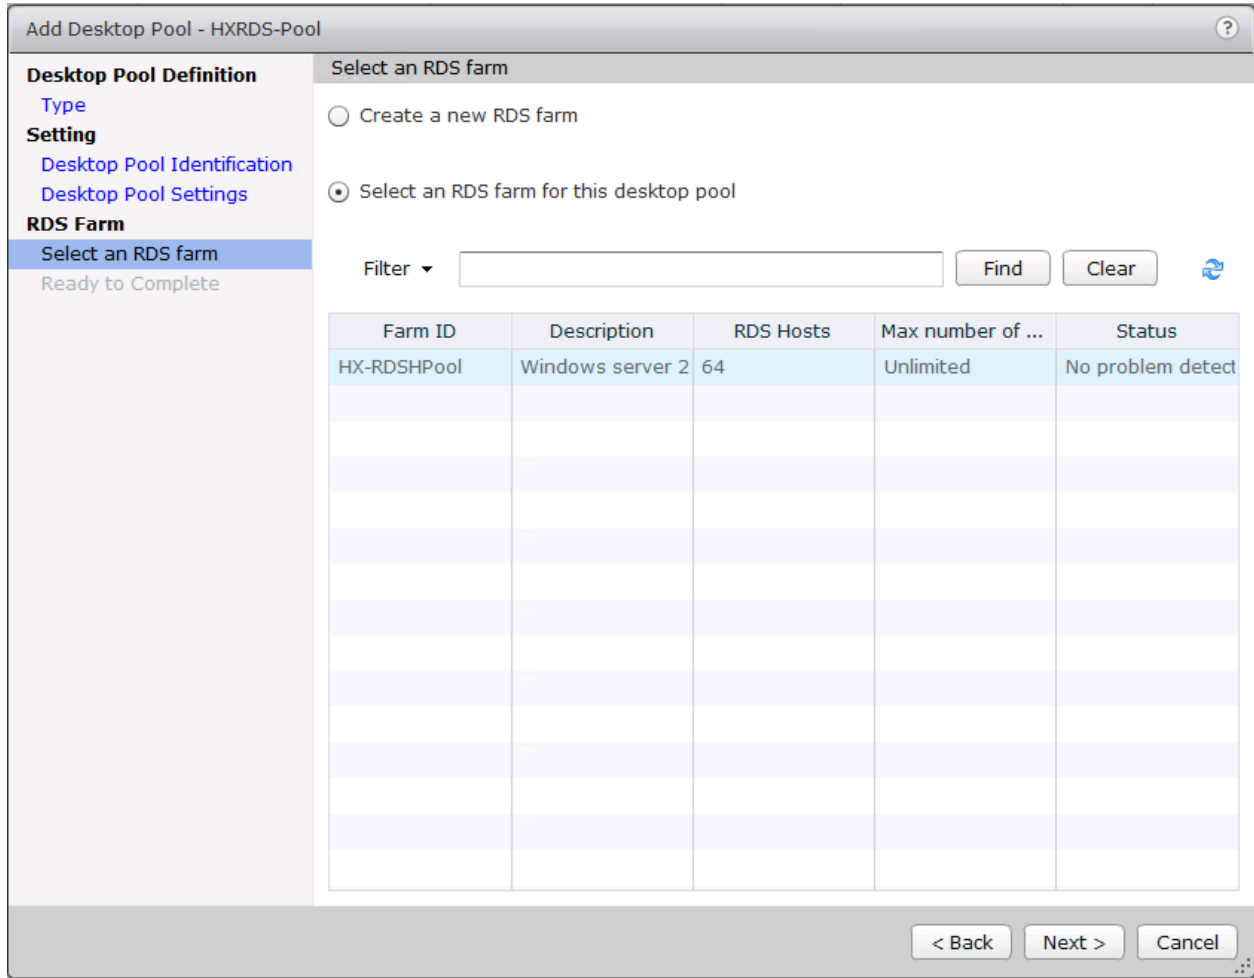 Add Desktop Pool - HXRDS-Pool ?
Desktop Pool Definition
Type
Setting
Desktop Pool Identification
Desktop Pool Settings
RDS Farm
Select an RDS farm
Ready to Complete
Select an RDS farm
Create a new RDS farm
Select an RDS farm for this desktop pool
Filter Find Clear
Farm ID Description RDS Hosts Max number of ... Status
HX-RDSHPool Windows server 2 64 Unlimited No problem detect
< Back Next > Cancel